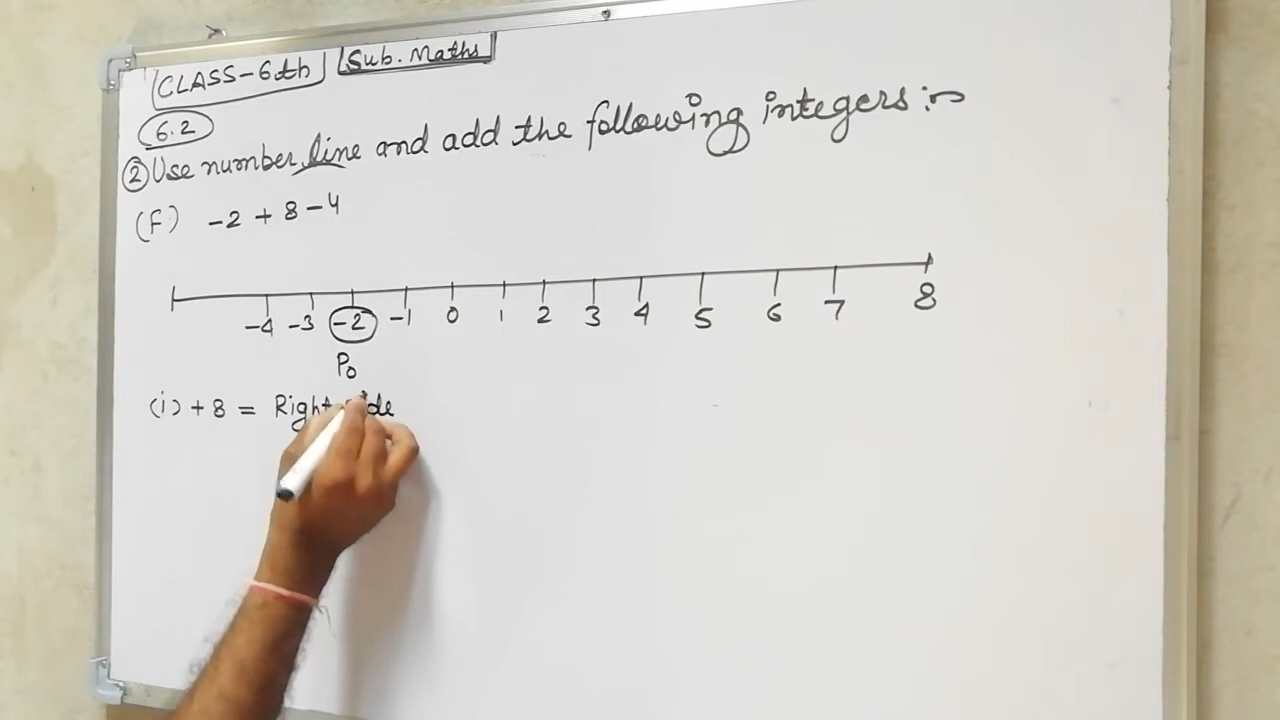 CLASS-6th Sub. Maths
6.2
② Use number line and add the following integers :-
(F) -2 + 8 - 4
-4 -3 -2 -1 0 1 2 3 4 5 6 7 8
P0
(i) + 8 = Right side